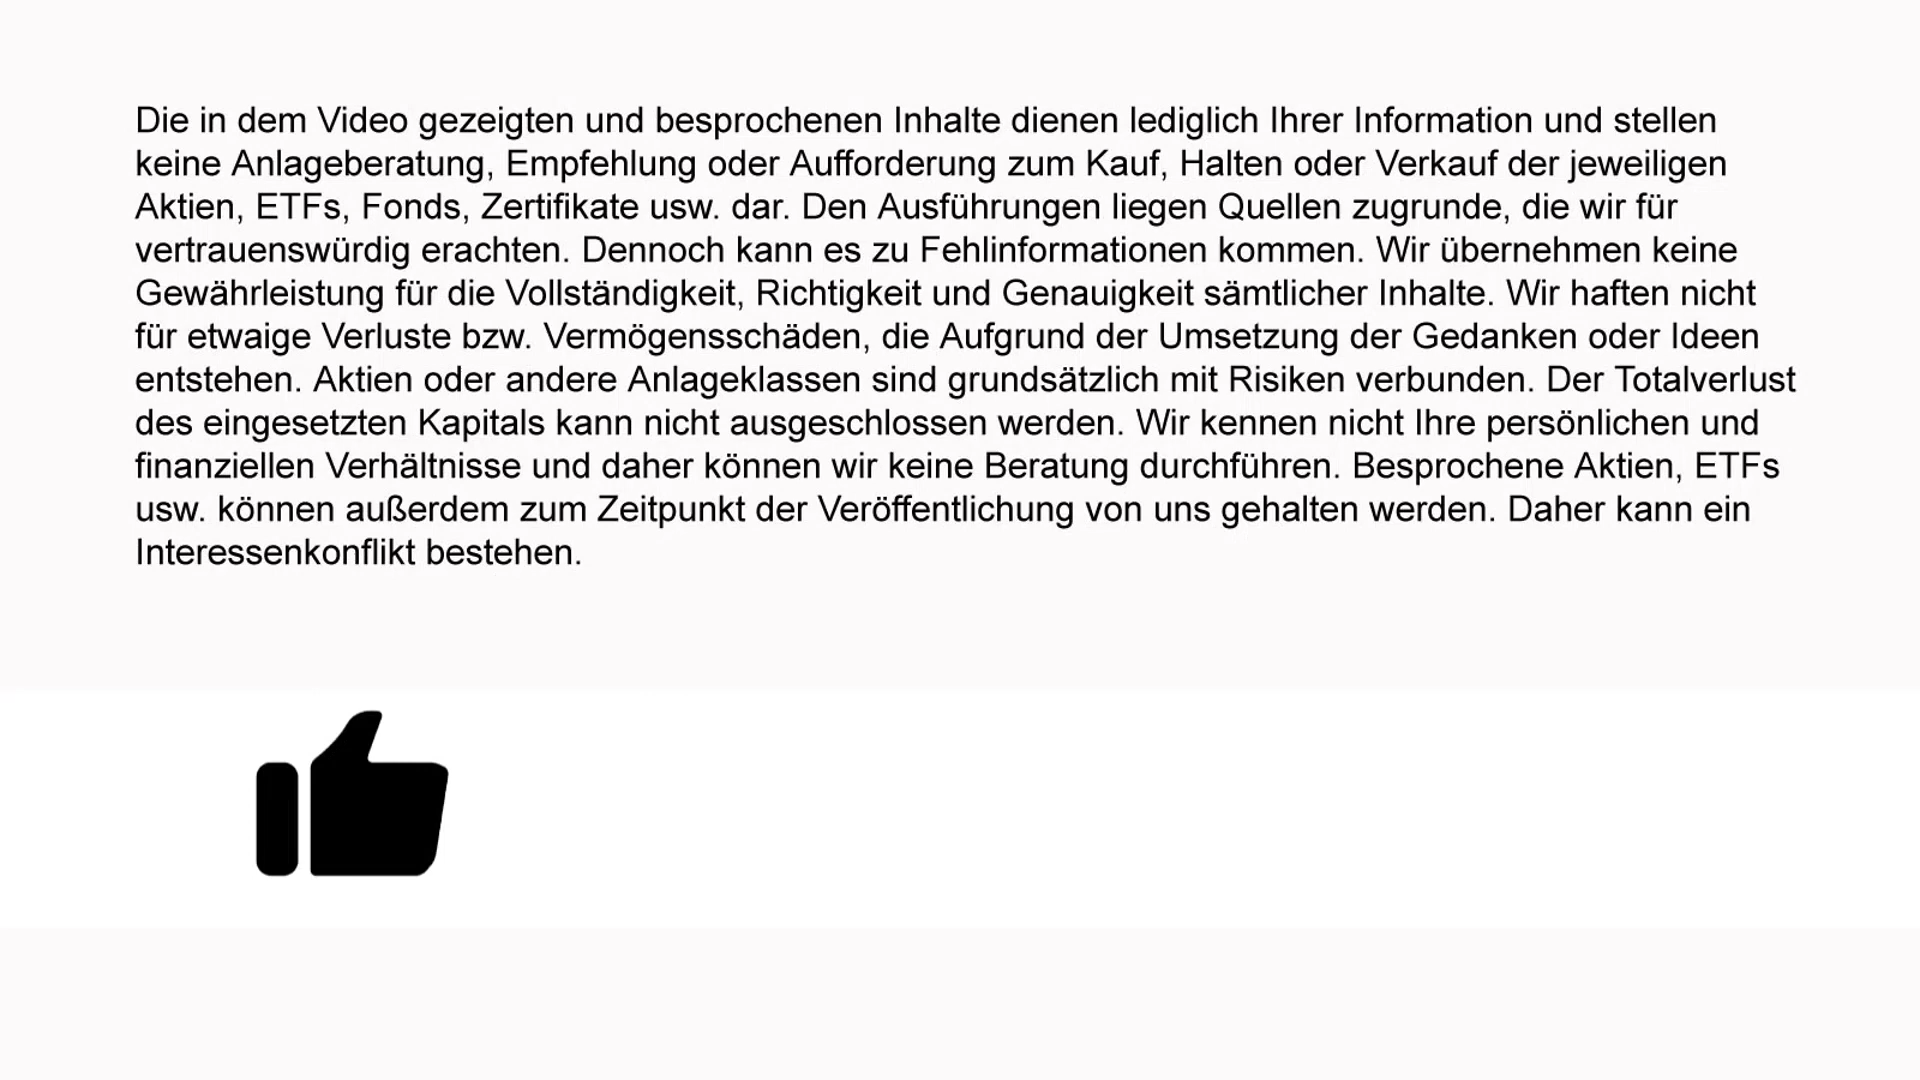 Die in dem Video gezeigten und besprochenen Inhalte dienen lediglich Ihrer Information und stellen
keine Anlageberatung, Empfehlung oder Aufforderung zum Kauf, Halten oder Verkauf der jeweiligen
Aktien, ETFs, Fonds, Zertifikate usw. dar. Den Ausführungen liegen Quellen zugrunde, die wir für
vertrauenswürdig erachten. Dennoch kann es zu Fehlinformationen kommen. Wir übernehmen keine
Gewährleistung für die Vollständigkeit, Richtigkeit und Genauigkeit sämtlicher Inhalte. Wir haften nicht
für etwaige Verluste bzw. Vermögensschäden, die Aufgrund der Umsetzung der Gedanken oder Ideen
entstehen. Aktien oder andere Anlageklassen sind grundsätzlich mit Risiken verbunden. Der Totalverlust
des eingesetzten Kapitals kann nicht ausgeschlossen werden. Wir kennen nicht Ihre persönlichen und
finanziellen Verhältnisse und daher können wir keine Beratung durchführen. Besprochene Aktien, ETFs
usw. können außerdem zum Zeitpunkt der Veröffentlichung von uns gehalten werden. Daher kann ein
Interessenkonflikt bestehen.